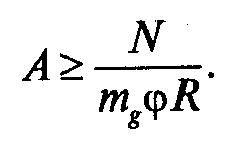 A ≥ N / (m_g φ R).